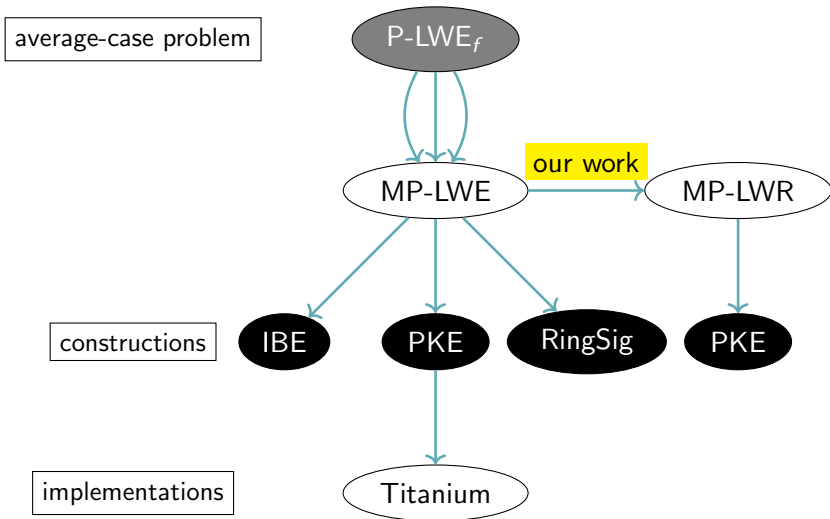 average-case problem
P-LWE_f
our work
MP-LWE
MP-LWR
constructions
IBE
PKE
RingSig
PKE
implementations
Titanium